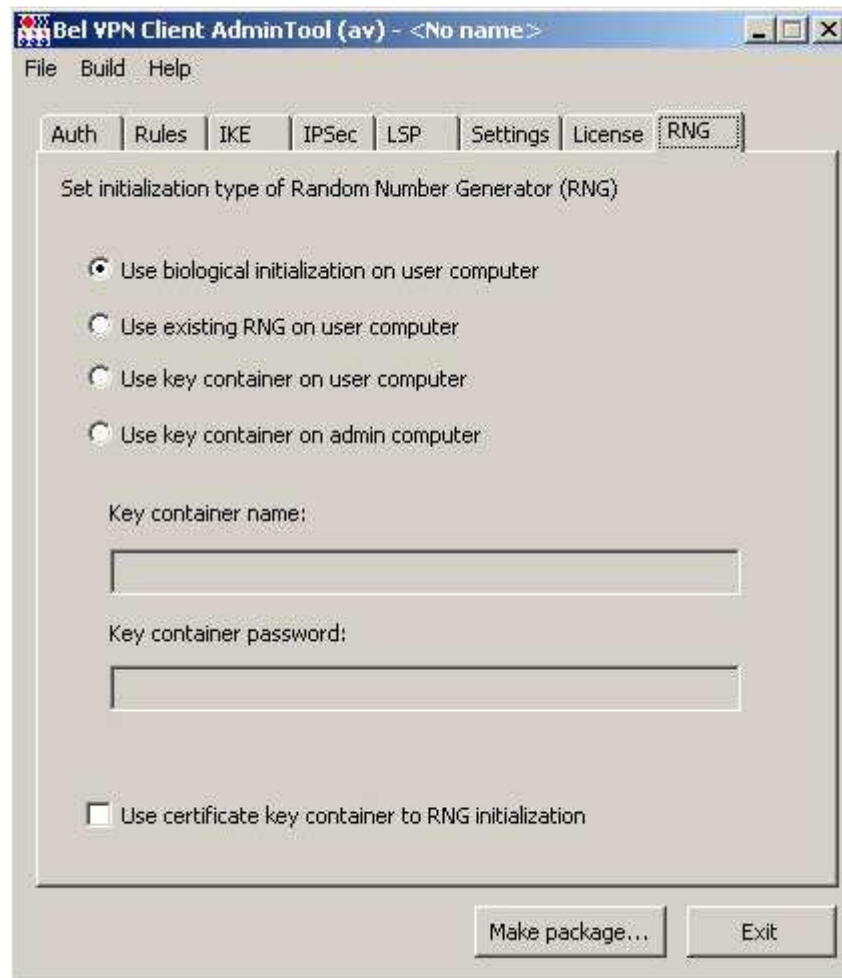 Bel VPN Client AdminTool (av) - <No name>
File Build Help
Auth Rules IKE IPSec LSP Settings License RNG
Set initialization type of Random Number Generator (RNG)
Use biological initialization on user computer
Use existing RNG on user computer
Use key container on user computer
Use key container on admin computer
Key container name:
Key container password:
Use certificate key container to RNG initialization
Make package... Exit